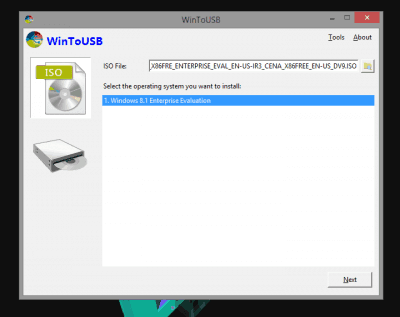 WinToUSB
WinToUSB
Tools About
ISO
ISO File: _X86FRE_ENTERPRISE_EVAL_EN-US-IR3_CENA_X86FREE_EN-US_DV9.ISO
Select the operating system you want to install:
1. Windows 8.1 Enterprise Evaluation
Next